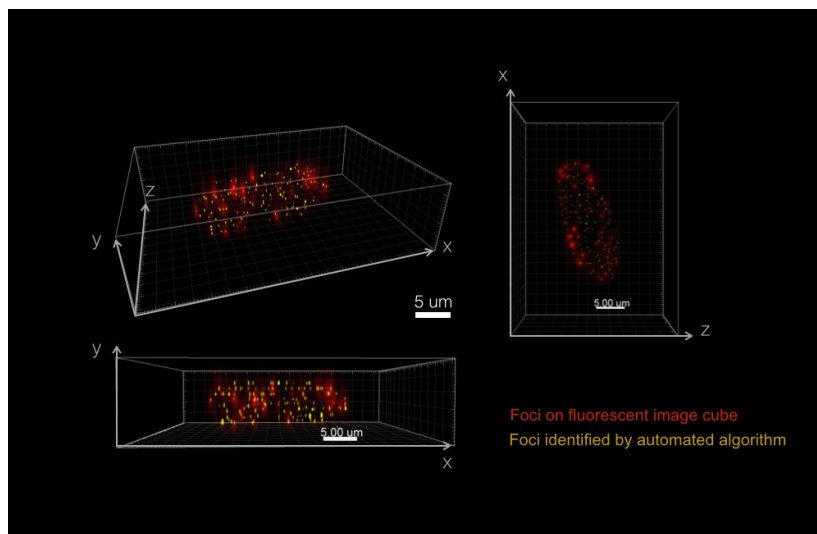 x
z
y
x
5 um
5.00 um
z
y
5.00 um
x
Foci on fluorescent image cube
Foci identified by automated algorithm